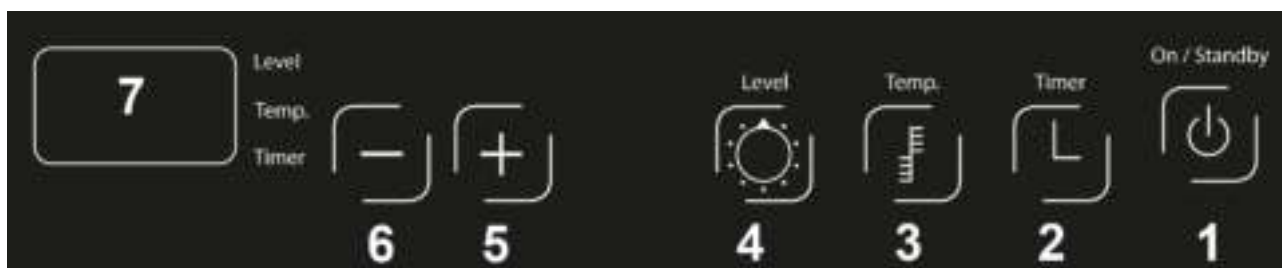 7
Level
Temp.
Timer
Level
Temp.
Timer
On / Standby
6
5
4
3
2
1